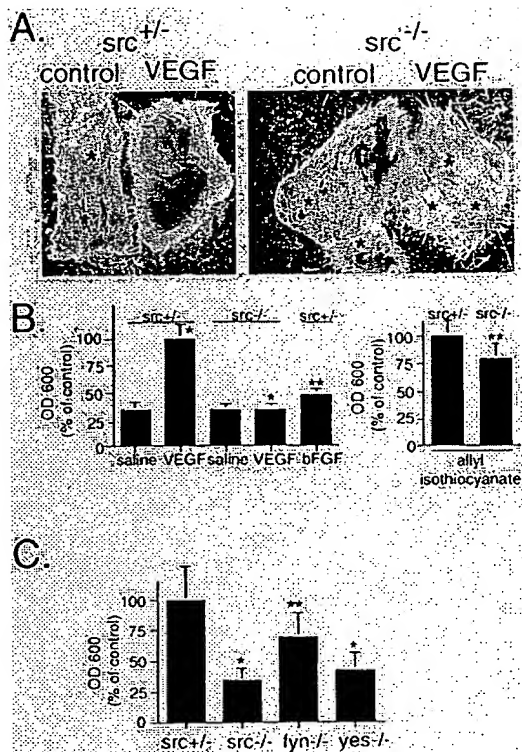 A.
src+/- src-/-
control VEGF control VEGF
B
src+/- src-/- src+/-
OD 600
(% of control)
100
75
50
25
0
* * **
saline VEGF saline VEGF bFGF
src+/- src-/-
OD 600
(% of control)
100
75
50
25
0
**
allyl
isothiocyanate
C.
OD 600
(% of control)
100
75
50
25
0
* ** *
src+/- src-/- fyn-/- yes-/-